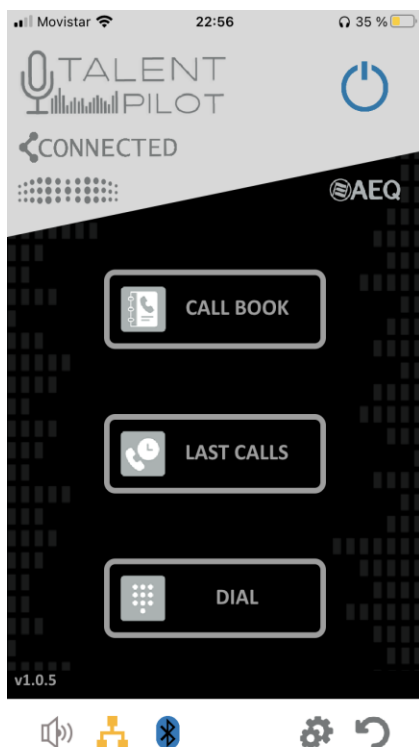 Movistar 22:56 35 %
TALENT
PILOT
CONNECTED
AEQ
CALL BOOK
LAST CALLS
DIAL
v1.0.5